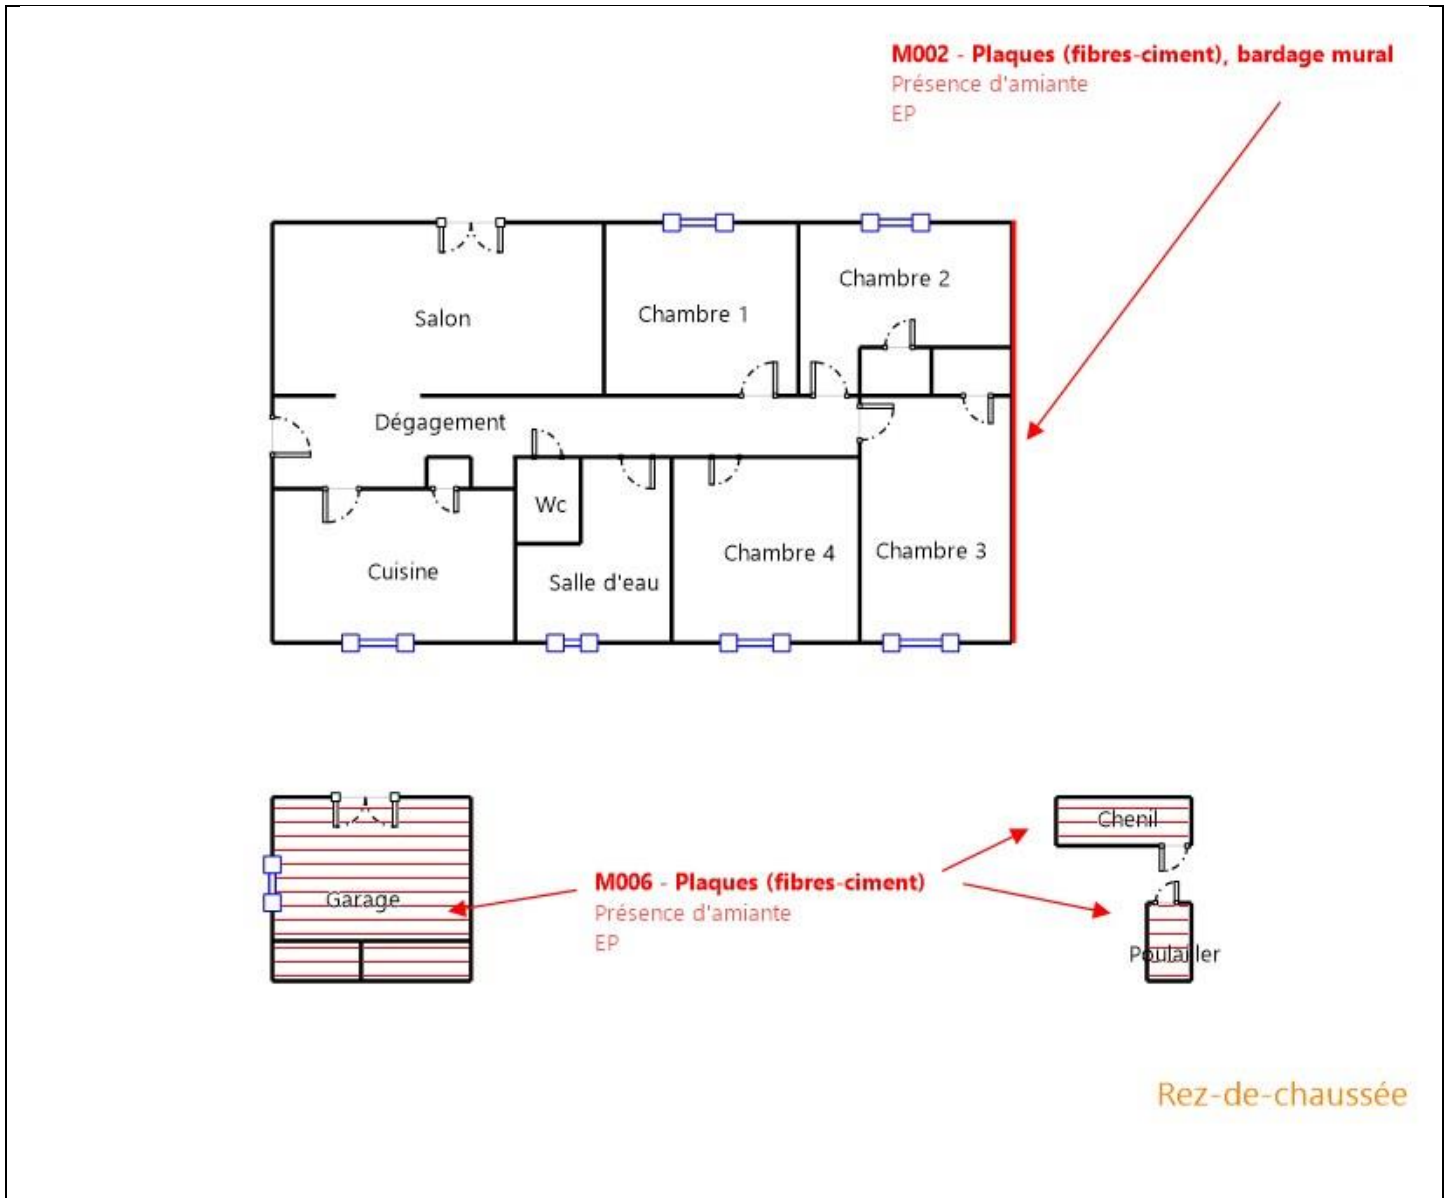 M002 - Plaques (fibres-ciment), bardage mural
Présence d'amiante
EP
Chambre 2
Chambre 1
Salon
Dégagement
Wc
Chambre 4
Chambre 3
Cuisine
Salle d'eau
Chenil
M006 - Plaques (fibres-ciment)
Présence d'amiante
EP
Garage
Poulailler
Rez-de-chaussée